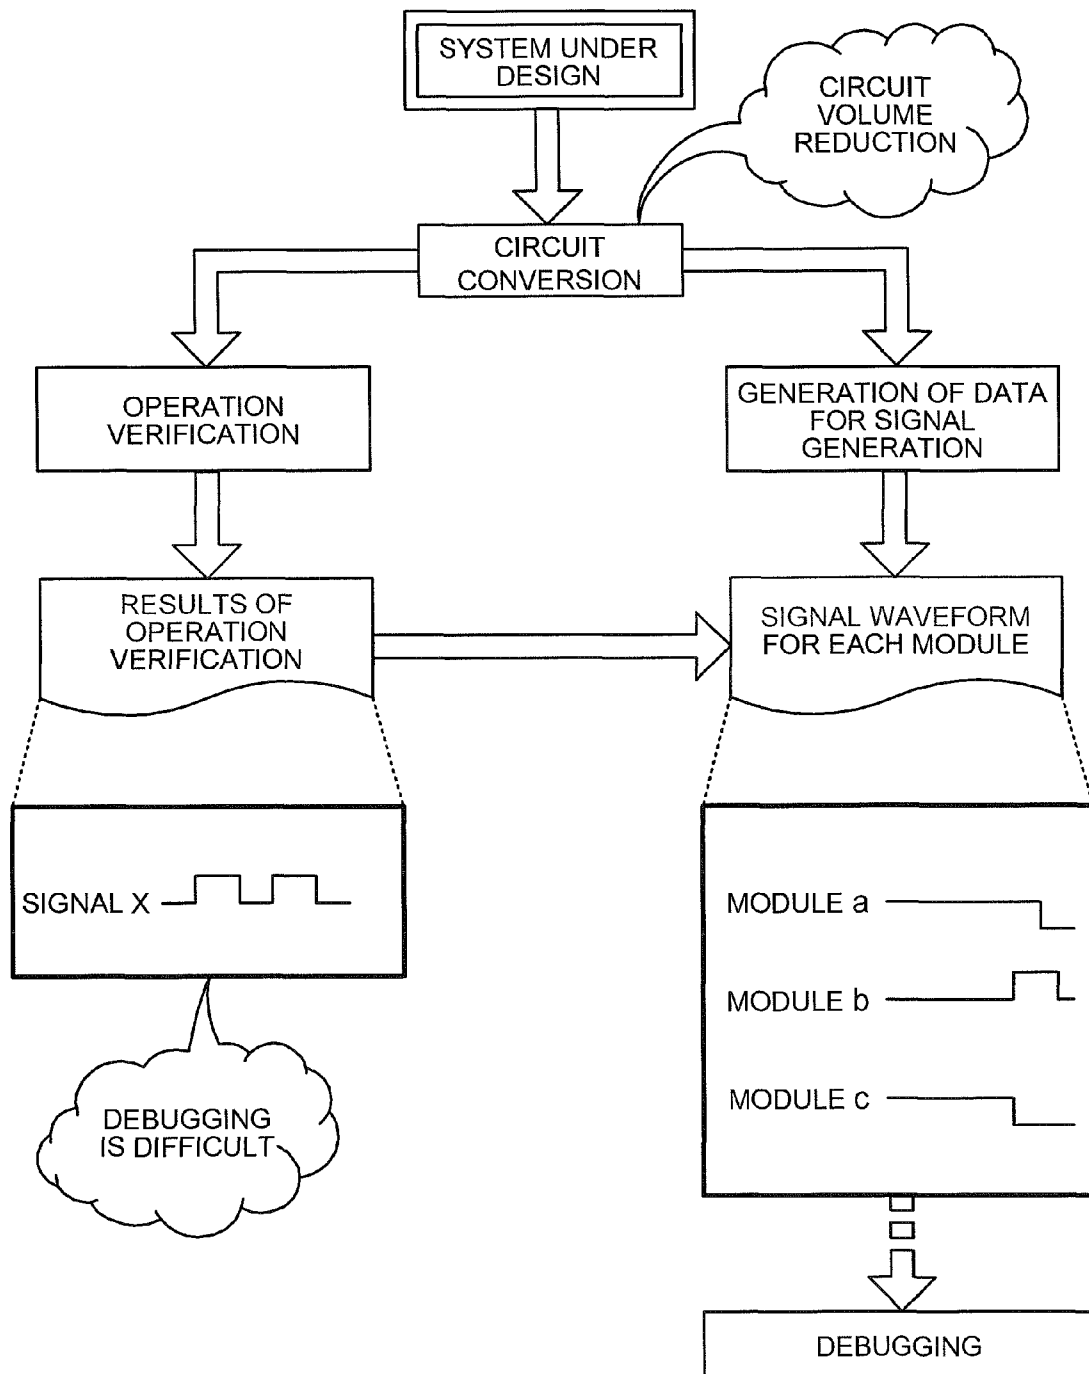 SYSTEM UNDER
DESIGN
CIRCUIT
VOLUME
REDUCTION
CIRCUIT
CONVERSION
OPERATION
VERIFICATION
GENERATION OF DATA
FOR SIGNAL
GENERATION
RESULTS OF
OPERATION
VERIFICATION
SIGNAL WAVEFORM
FOR EACH MODULE
SIGNAL X
MODULE a
MODULE b
MODULE c
DEBUGGING
IS DIFFICULT
DEBUGGING